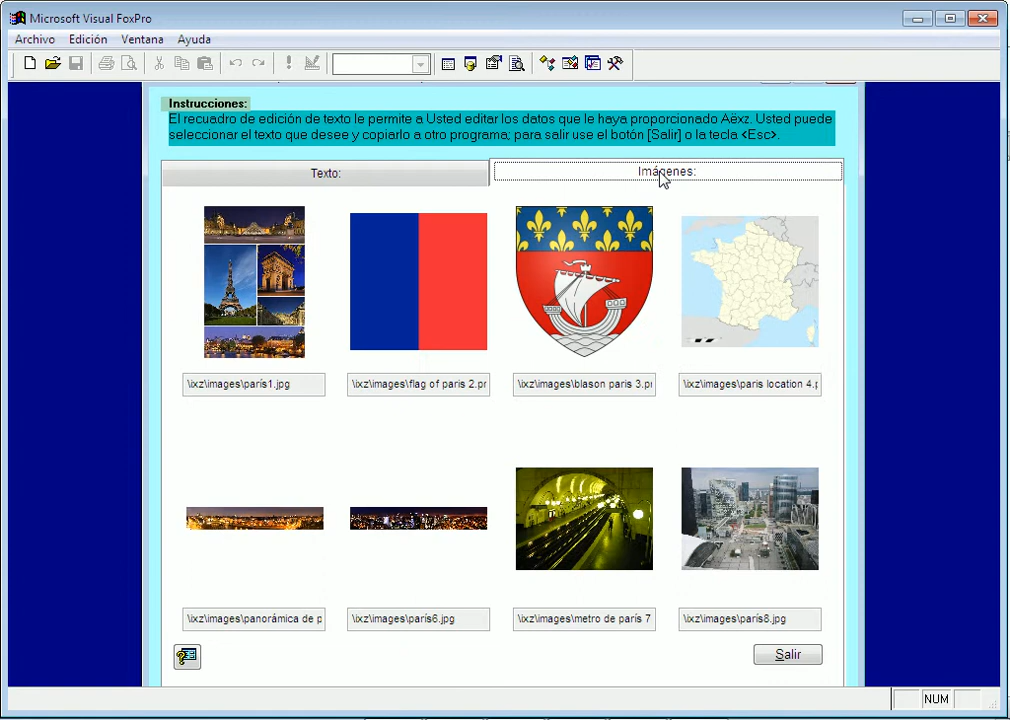 Microsoft Visual FoxPro
Archivo Edición Ventana Ayuda
Instrucciones:
El recuadro de edición de texto le permite a Usted editar los datos que le haya proporcionado Aëxz. Usted puede
seleccionar el texto que desee y copiarlo a otro programa; para salir use el botón [Salir] o la tecla <Esc>.
Texto: Imágenes:
\ixz\images\parís1.jpg \ixz\images\flag of paris 2.pr \ixz\images\blason paris 3.p \ixz\images\paris location 4.p
\ixz\images\panorámica de p \ixz\images\parís6.jpg \ixz\images\metro de parís 7 \ixz\images\parís8.jpg
Salir
NUM